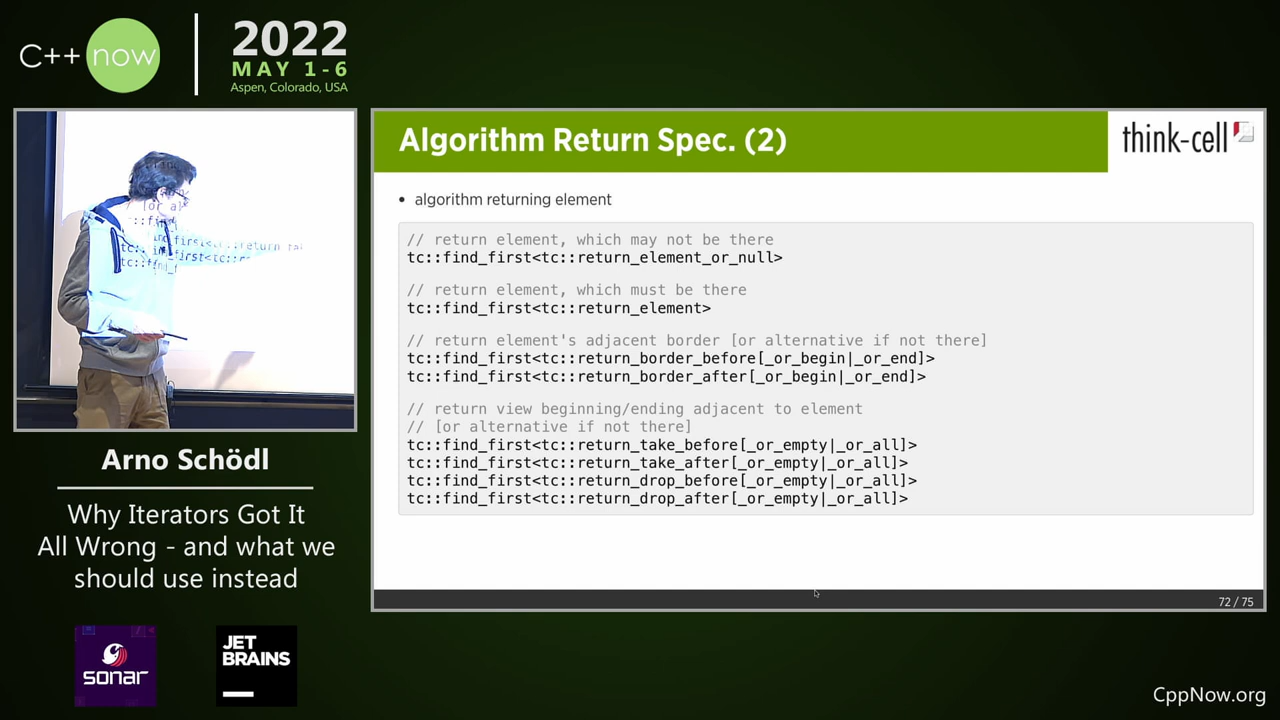 C++ now
2022
MAY 1-6
Aspen, Colorado, USA
Algorithm Return Spec. (2)
think-cell
• algorithm returning element
// return element, which may not be there
tc::find_first<tc::return_element_or_null>
// return element, which must be there
tc::find_first<tc::return_element>
// return element's adjacent border [or alternative if not there]
tc::find_first<tc::return_border_before[_or_begin|_or_end]>
tc::find_first<tc::return_border_after[_or_begin|_or_end]>
// return view beginning/ending adjacent to element
// [or alternative if not there]
tc::find_first<tc::return_take_before[_or_empty|_or_all]>
tc::find_first<tc::return_take_after[_or_empty|_or_all]>
tc::find_first<tc::return_drop_before[_or_empty|_or_all]>
tc::find_first<tc::return_drop_after[_or_empty|_or_all]>
72 / 75
Arno Schödl
Why Iterators Got It
All Wrong - and what we
should use instead
sonar
JET
BRAINS
CppNow.org